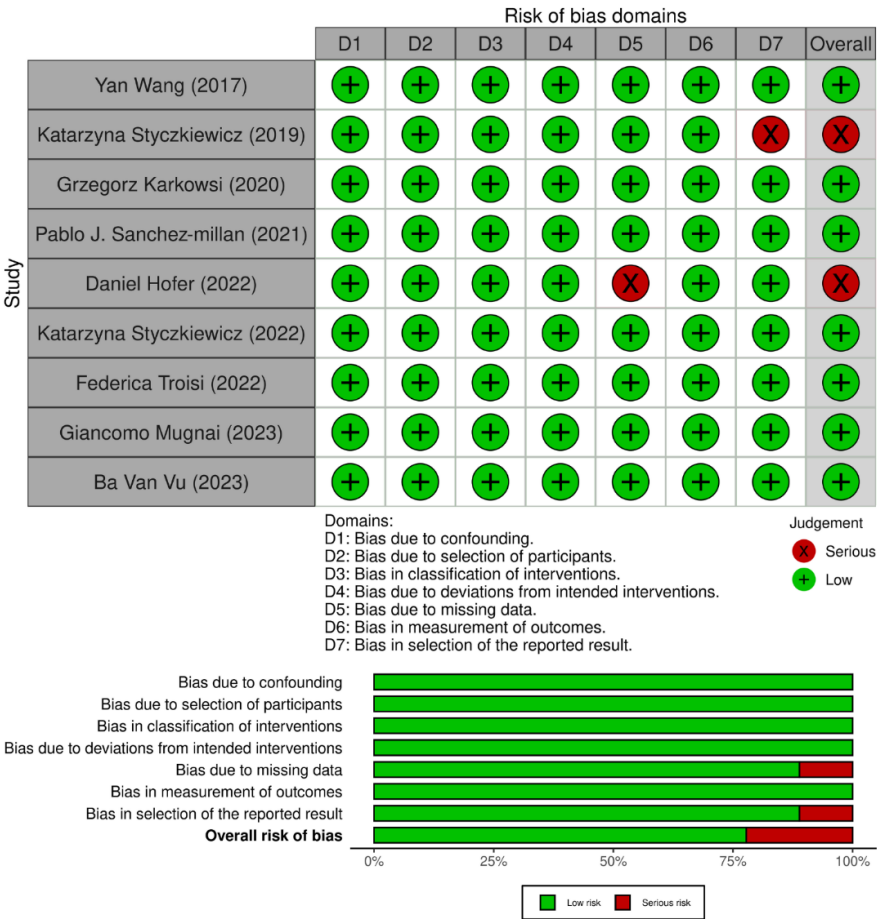 Risk of bias domains
D1 D2 D3 D4 D5 D6 D7 Overall
Study
Yan Wang (2017) + + + + + + + +
Katarzyna Styczkiewicz (2019) + + + + + + X X
Grzegorz Karkowsi (2020) + + + + + + + +
Pablo J. Sanchez-millan (2021) + + + + + + + +
Daniel Hofer (2022) + + + + X + + X
Katarzyna Styczkiewicz (2022) + + + + + + + +
Federica Troisi (2022) + + + + + + + +
Giancomo Mugnai (2023) + + + + + + + +
Ba Van Vu (2023) + + + + + + + +
Domains:
D1: Bias due to confounding.
D2: Bias due to selection of participants.
D3: Bias in classification of interventions.
D4: Bias due to deviations from intended interventions.
D5: Bias due to missing data.
D6: Bias in measurement of outcomes.
D7: Bias in selection of the reported result.
Judgement
X Serious
+ Low
Bias due to confounding
Bias due to selection of participants
Bias in classification of interventions
Bias due to deviations from intended interventions
Bias due to missing data
Bias in measurement of outcomes
Bias in selection of the reported result
Overall risk of bias
0% 25% 50% 75% 100%
Low risk Serious risk